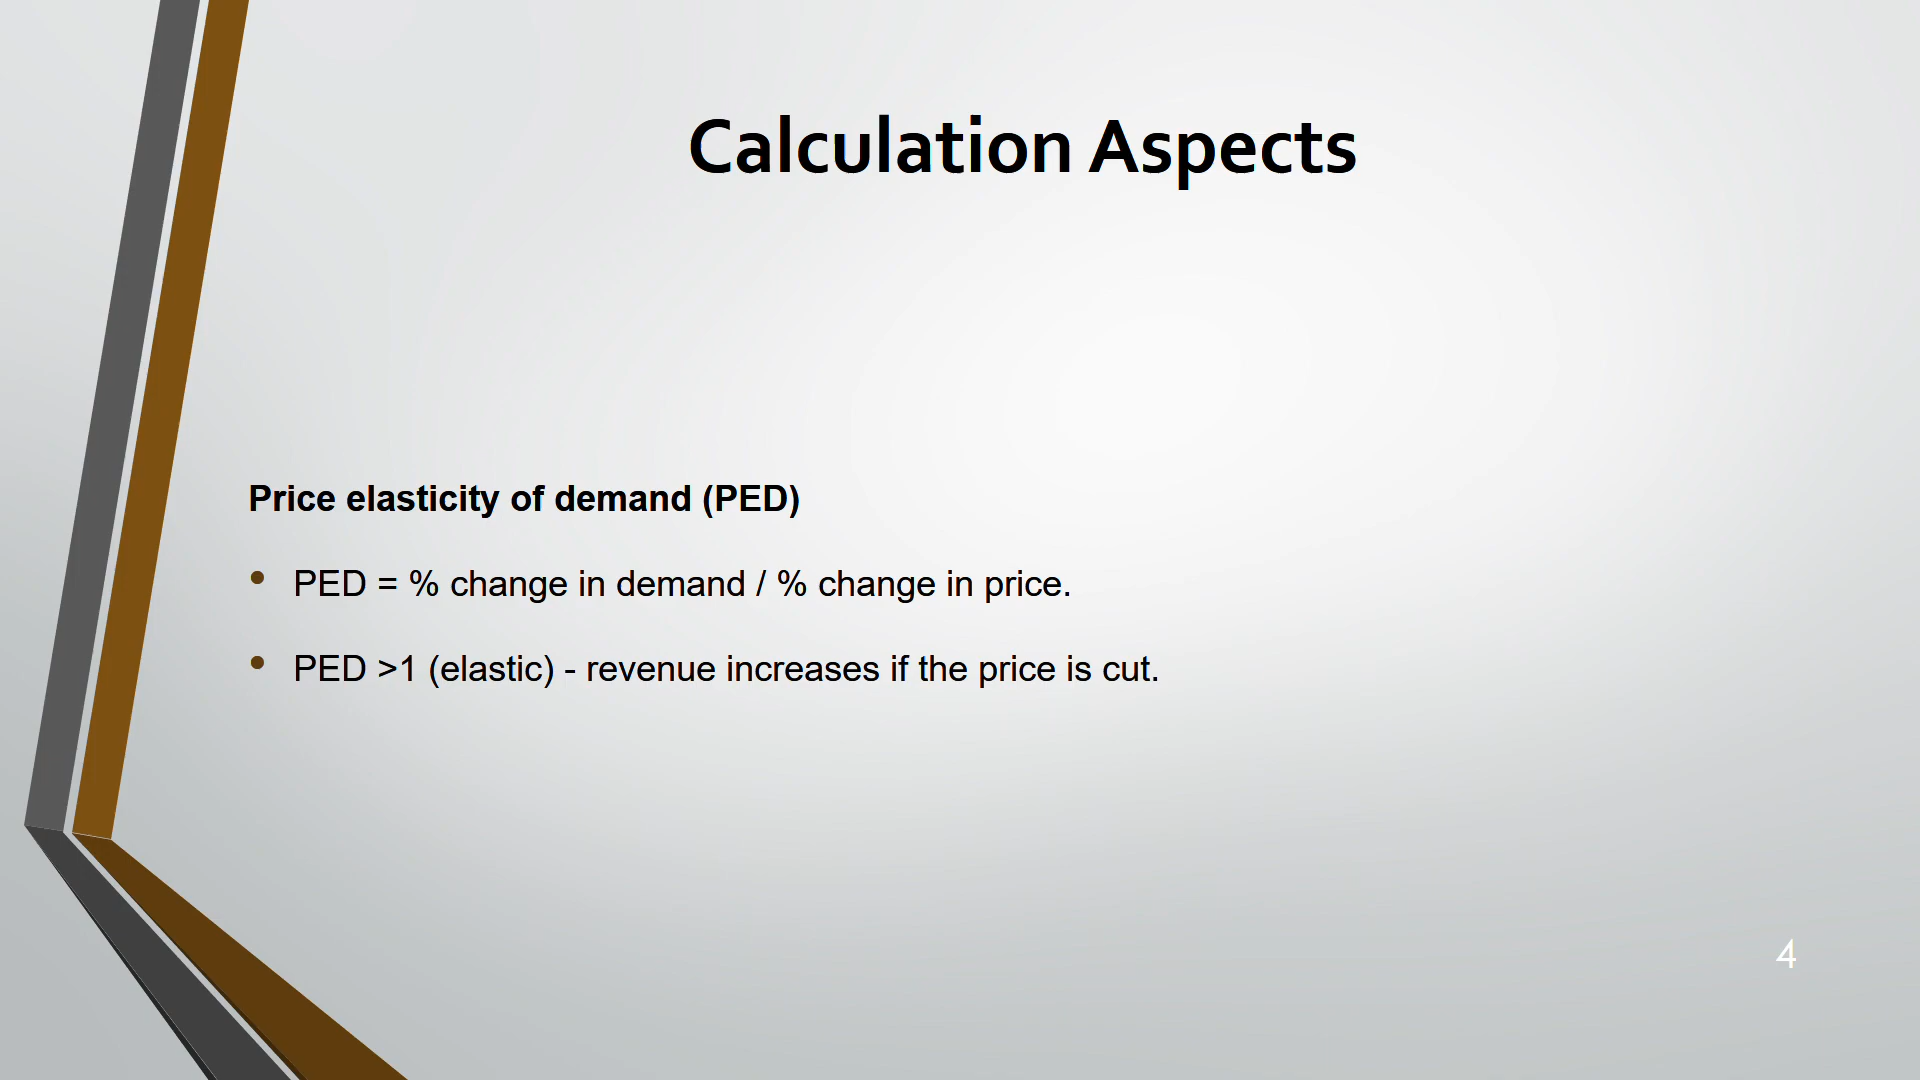 Calculation Aspects
Price elasticity of demand (PED)
• PED = % change in demand / % change in price.
• PED >1 (elastic) - revenue increases if the price is cut.
4